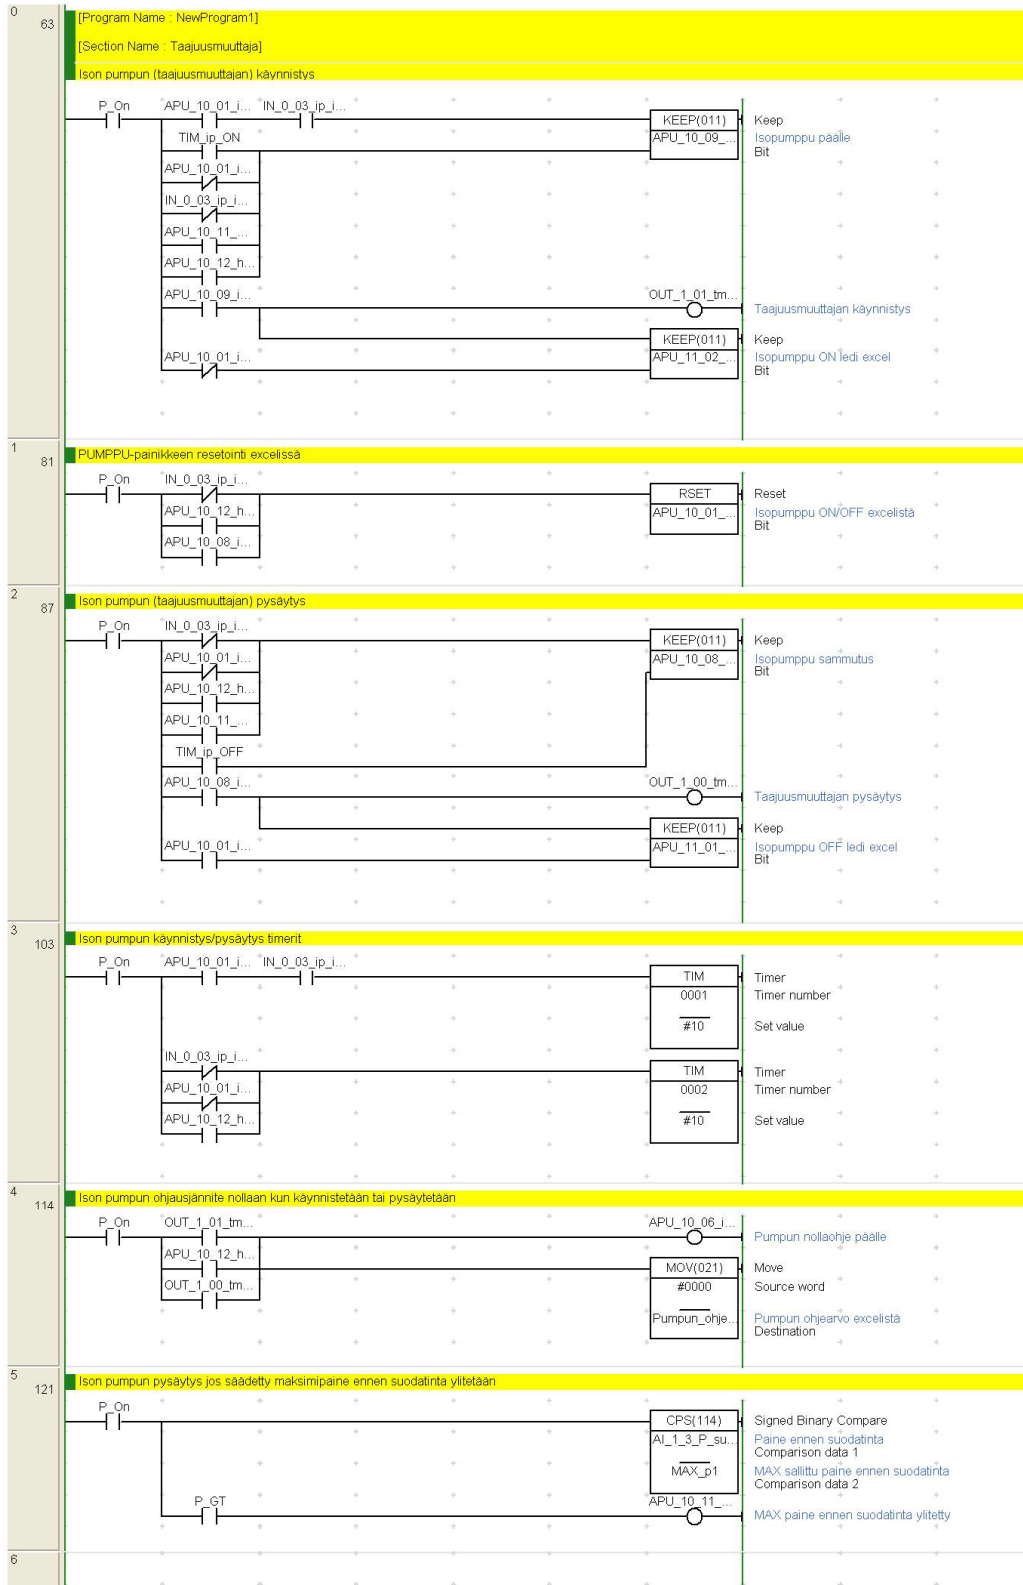 0
63
[Program Name : NewProgram1]
[Section Name : Taajuusmuuttaja]
Ison pumpun (taajuusmuuttajan) käynnistys
P_On APU_10_01_i... IN_0_03_ip_i...
KEEP(011) Keep
TIM_ip_ON APU_10_09_... Isopumppu päälle
Bit
APU_10_01_i...
IN_0_03_ip_i...
APU_10_11_...
APU_10_12_h...
APU_10_09_i... OUT_1_01_tm...
Taajuusmuuttajan käynnistys
KEEP(011) Keep
APU_10_01_i... APU_11_02_... Isopumppu ON ledi excel
Bit
1
81
PUMPPU-painikkeen resetointi excelissä
P_On IN_0_03_ip_i...
RSET Reset
APU_10_12_h... APU_10_01_... Isopumppu ON/OFF excelistä
Bit
APU_10_08_i...
2
87
Ison pumpun (taajuusmuuttajan) pysäytys
P_On IN_0_03_ip_i...
KEEP(011) Keep
APU_10_01_i... APU_10_08_... Isopumppu sammutus
Bit
APU_10_12_h...
APU_10_11_...
TIM_ip_OFF
APU_10_08_i... OUT_1_00_tm...
Taajuusmuuttajan pysäytys
KEEP(011) Keep
APU_10_01_i... APU_11_01_... Isopumppu OFF ledi excel
Bit
3
103
Ison pumpun käynnistys/pysäytys timerit
P_On APU_10_01_i... IN_0_03_ip_i...
TIM Timer
0001 Timer number
#10 Set value
IN_0_03_ip_i...
TIM Timer
APU_10_01_i... 0002 Timer number
APU_10_12_h... #10 Set value
4
114
Ison pumpun ohjausjännite nollaan kun käynnistetään tai pysäytetään
P_On OUT_1_01_tm... APU_10_06_i...
Pumpun nollaohje päälle
APU_10_12_h... MOV(021) Move
OUT_1_00_tm... #0000 Source word
Pumpun_ohje... Pumpun ohjearvo excelistä
Destination
5
121
Ison pumpun pysäytys jos säädetty maksimipaine ennen suodatinta ylitetään
P_On
CPS(114) Signed Binary Compare
AI_1_3_P_su... Paine ennen suodatinta
Comparison data 1
MAX_p1 MAX sallittu paine ennen suodatinta
Comparison data 2
P_GT APU_10_11_...
MAX paine ennen suodatinta ylitetty
6